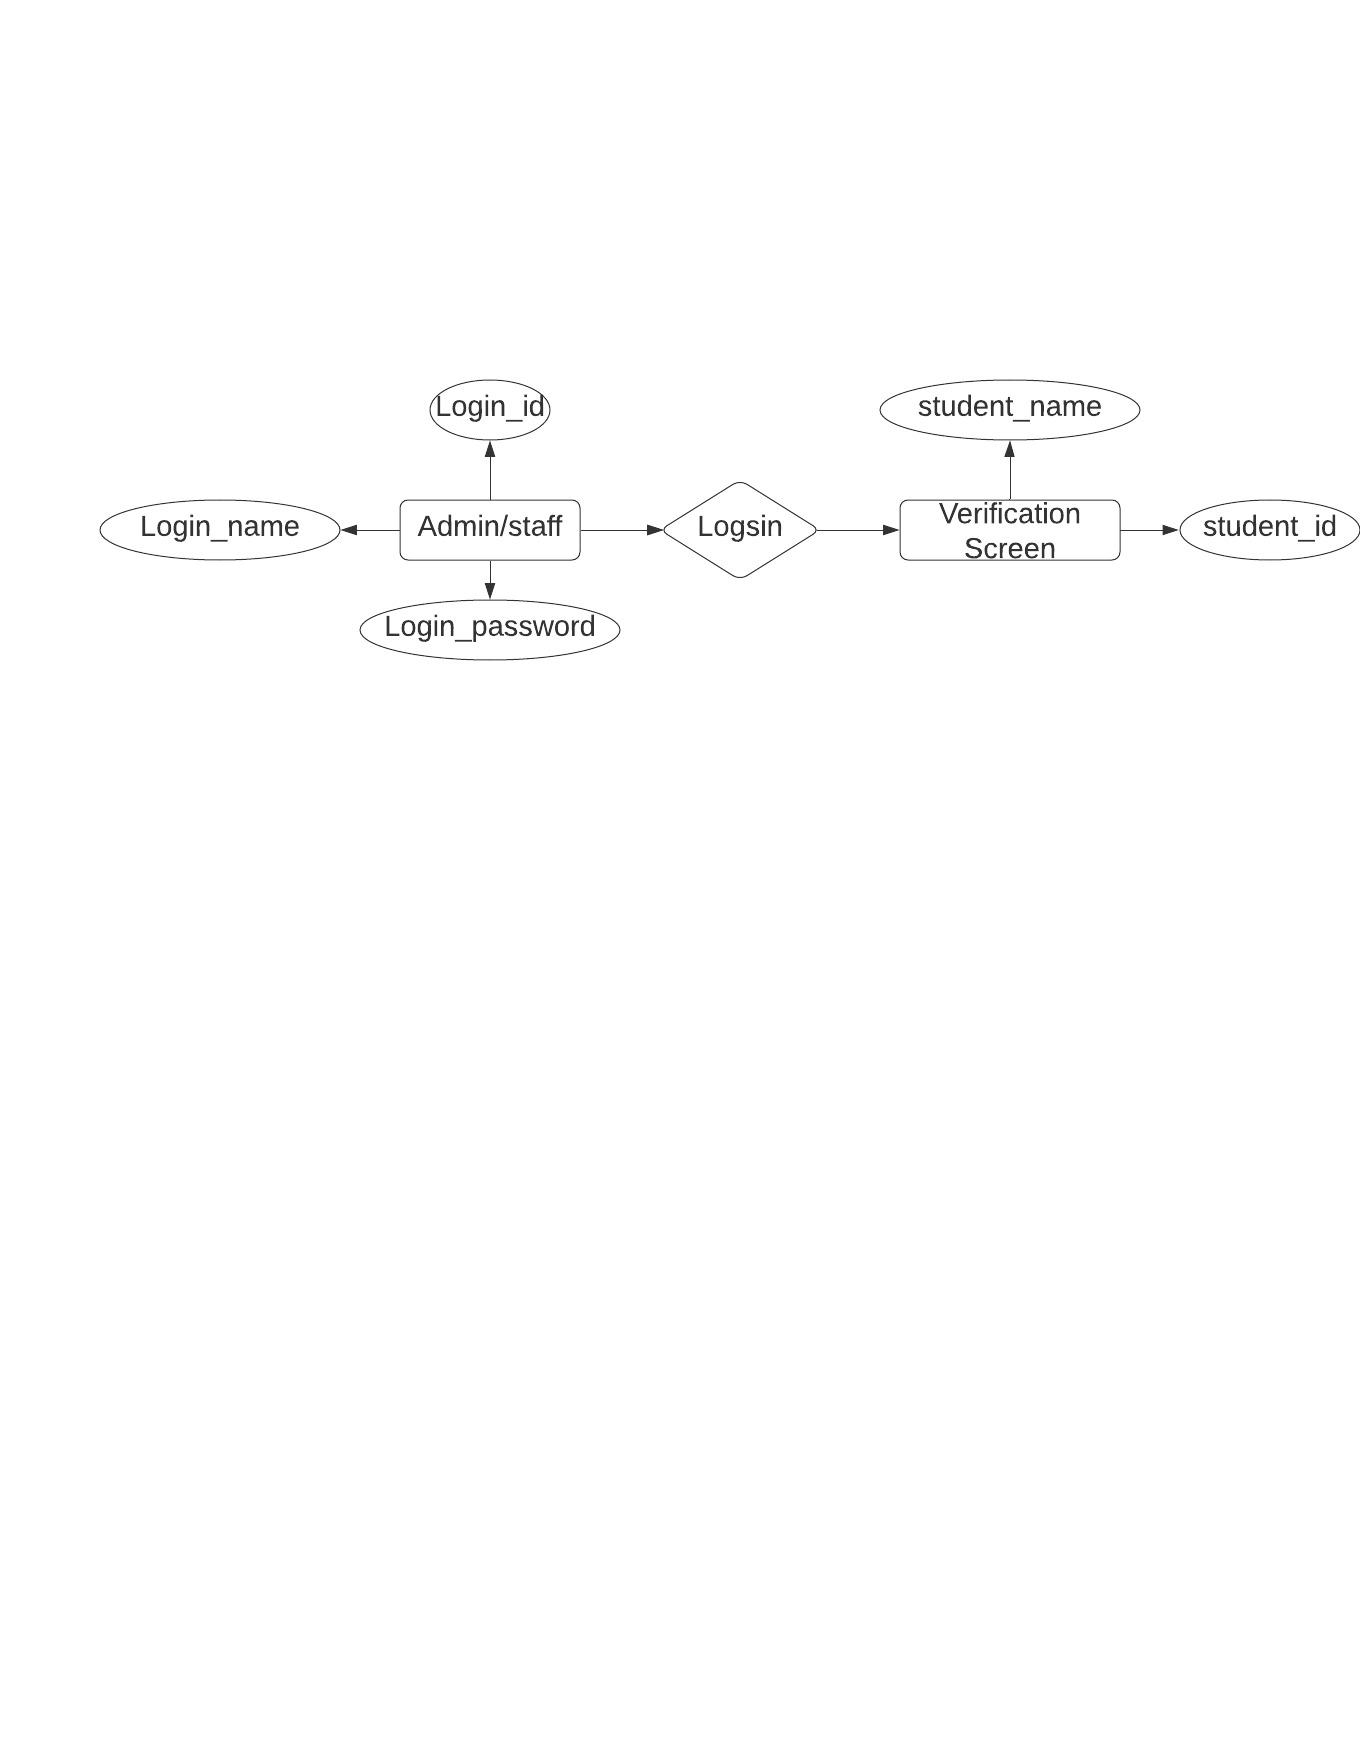 Login_id
student_name
Login_name
Admin/staff
Logsin
Verification
Screen
student_id
Login_password